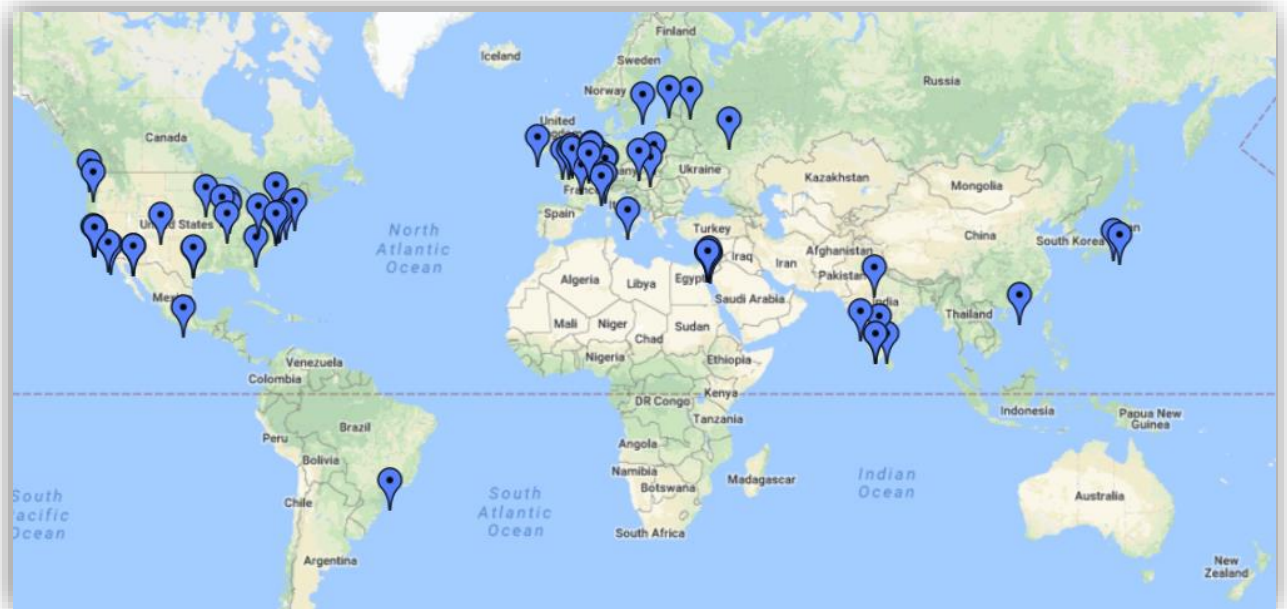 Finland
Iceland
Sweden
Russia
Norway
United
Canada
Ukraine
Kazakhstan
Mongolia
Spain
United States
Turkey
North
Atlantic
Ocean
China
South Korea
Afghanistan
Iraq
Iran
Pakistan
Algeria
Libya
Egypt
Saudi Arabia
India
Thailand
Mali
Niger
Sudan
Chad
Nigeria
Ethiopia
Venezuela
Colombia
Kenya
DR Congo
Indonesia
Papua New
Guinea
Tanzania
Peru
Brazil
Angola
Bolivia
Namibia
Botswana
Madagascar
Indian
Ocean
Australia
South
Atlantic
Ocean
South
Pacific
Ocean
Chile
South Africa
Argentina
New
Zealand